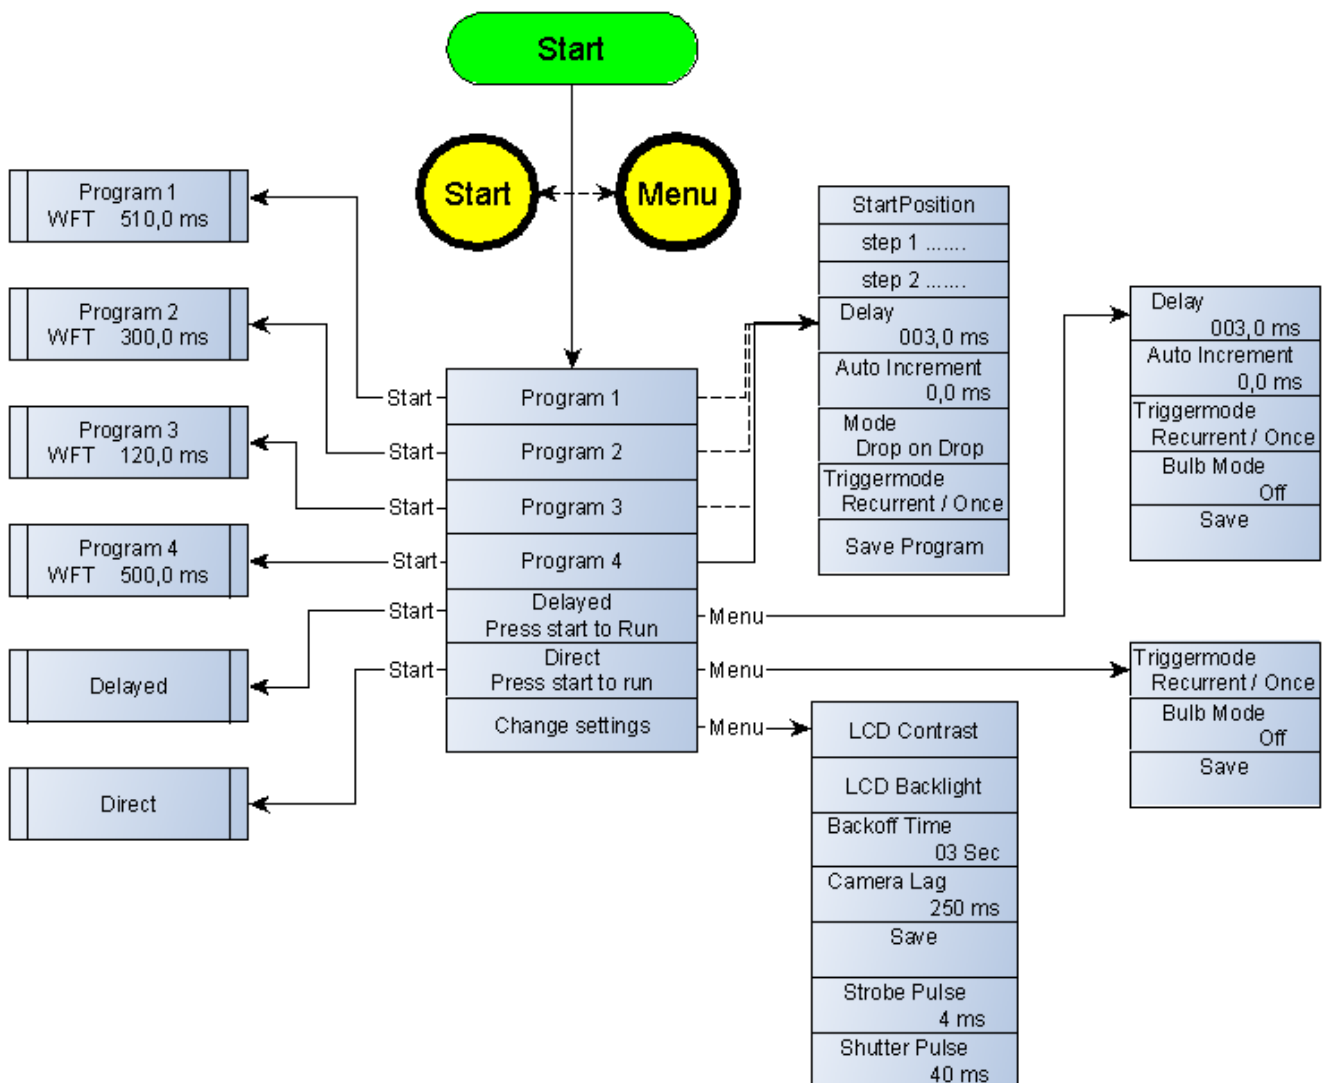 Start
Start
Menu
Program 1
WFT 510,0 ms
Program 2
WFT 300,0 ms
Program 3
WFT 120,0 ms
Program 4
WFT 500,0 ms
Delayed
Direct
Start
Start
Start
Start
Start
Start
Program 1
Program 2
Program 3
Program 4
Delayed
Press start to Run
Direct
Press start to run
Change settings
Menu
Menu
Menu
StartPosition
step 1 .......
step 2 .......
Delay
003,0 ms
Auto Increment
0,0 ms
Mode
Drop on Drop
Triggermode
Recurrent / Once
Save Program
Delay
003,0 ms
Auto Increment
0,0 ms
Triggermode
Recurrent / Once
Bulb Mode
Off
Save
Triggermode
Recurrent / Once
Bulb Mode
Off
Save
LCD Contrast
LCD Backlight
Backoff Time
03 Sec
Camera Lag
250 ms
Save
Strobe Pulse
4 ms
Shutter Pulse
40 ms